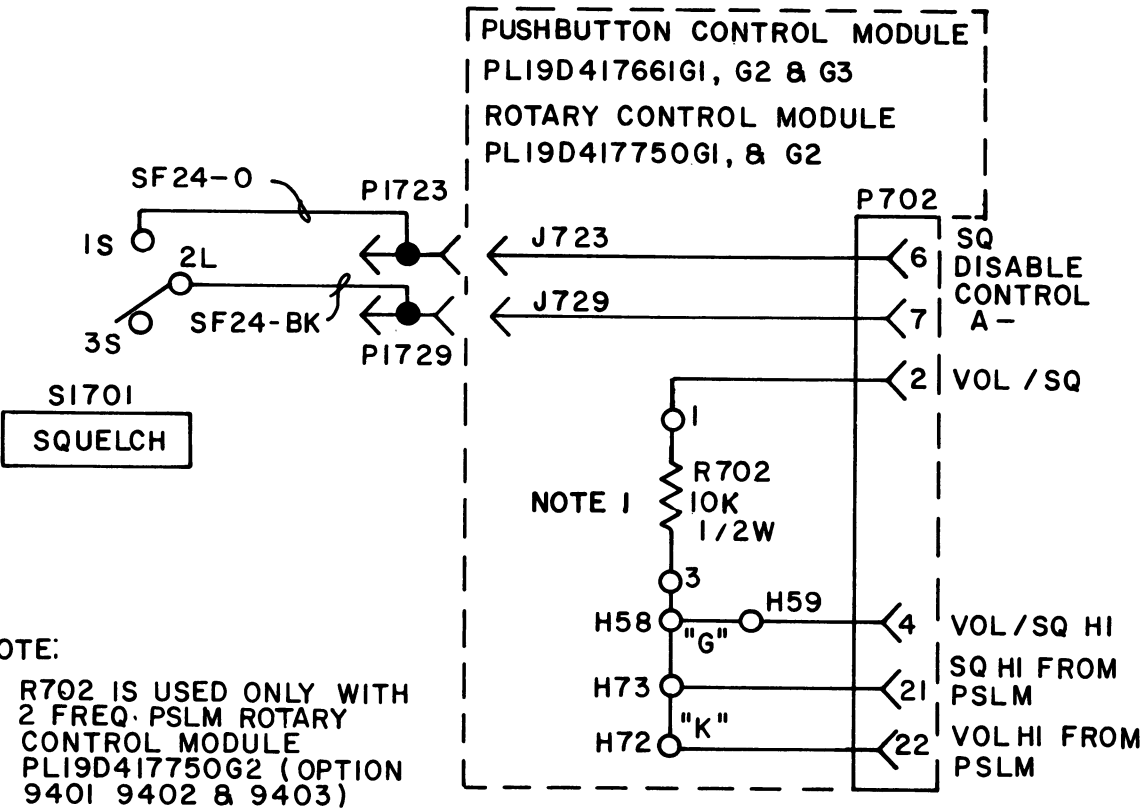 PUSHBUTTON CONTROL MODULE
PL19D417661G1, G2 & G3
ROTARY CONTROL MODULE
PL19D417750G1, & G2
SF24-O
P1723
P702
1S
2L
J723
6
SQ
DISABLE
CONTROL
A-
SF24-BK
J729
7
3S
P1729
2
VOL / SQ
S1701
SQUELCH
1
R702
10K
1/2W
NOTE 1
3
H58
"G"
H59
4
VOL/SQ HI
H73
21
SQ HI FROM
PSLM
"K"
H72
22
VOL HI FROM
PSLM
OTE:
R702 IS USED ONLY WITH
2 FREQ. PSLM ROTARY
CONTROL MODULE
PL19D417750G2 (OPTION
9401 9402 & 9403)